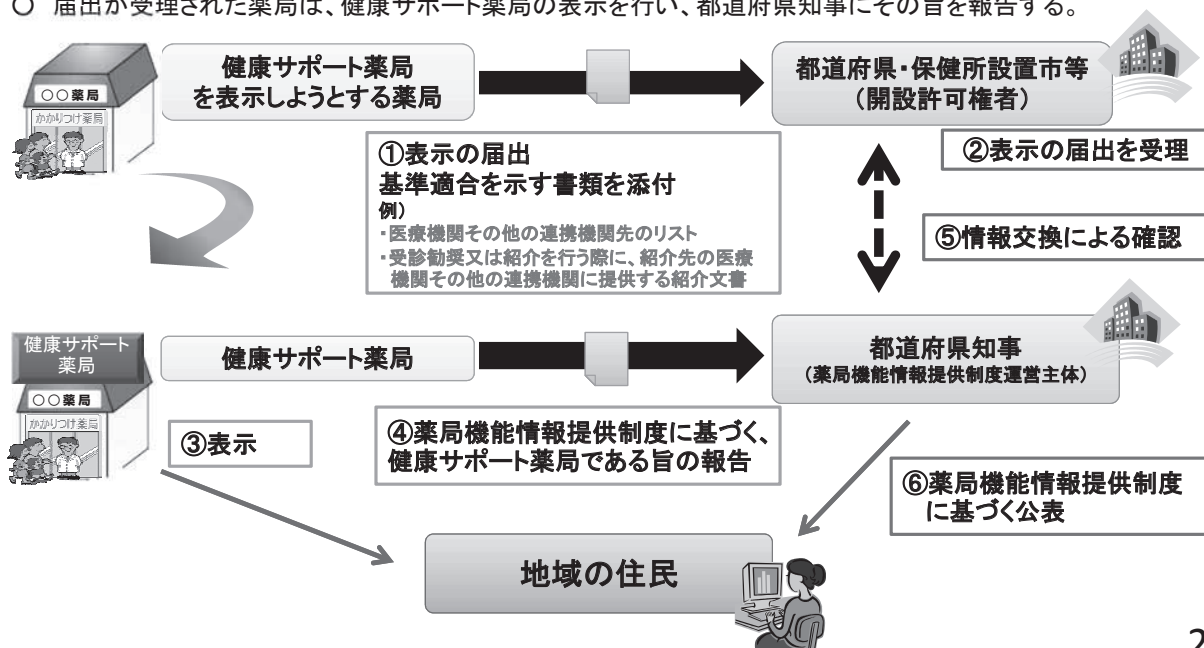 ○ 届出が受理された薬局は、健康サポート薬局の表示を行い、都道府県知事にその旨を報告する。
○○薬局
かかりつけ薬局
健康サポート薬局
を表示しようとする薬局
都道府県・保健所設置市等
(開設許可権者)
①表示の届出
基準適合を示す書類を添付
例)
・医療機関その他の連携機関先のリスト
・受診勧奨又は紹介を行う際に、紹介先の医療
機関その他の連携機関に提供する紹介文書
②表示の届出を受理
⑤情報交換による確認
健康サポート
薬局
○○薬局
かかりつけ薬局
健康サポート薬局
都道府県知事
(薬局機能情報提供制度運営主体)
③表示
④薬局機能情報提供制度に基づく、
健康サポート薬局である旨の報告
⑥薬局機能情報提供制度
に基づく公表
地域の住民
2